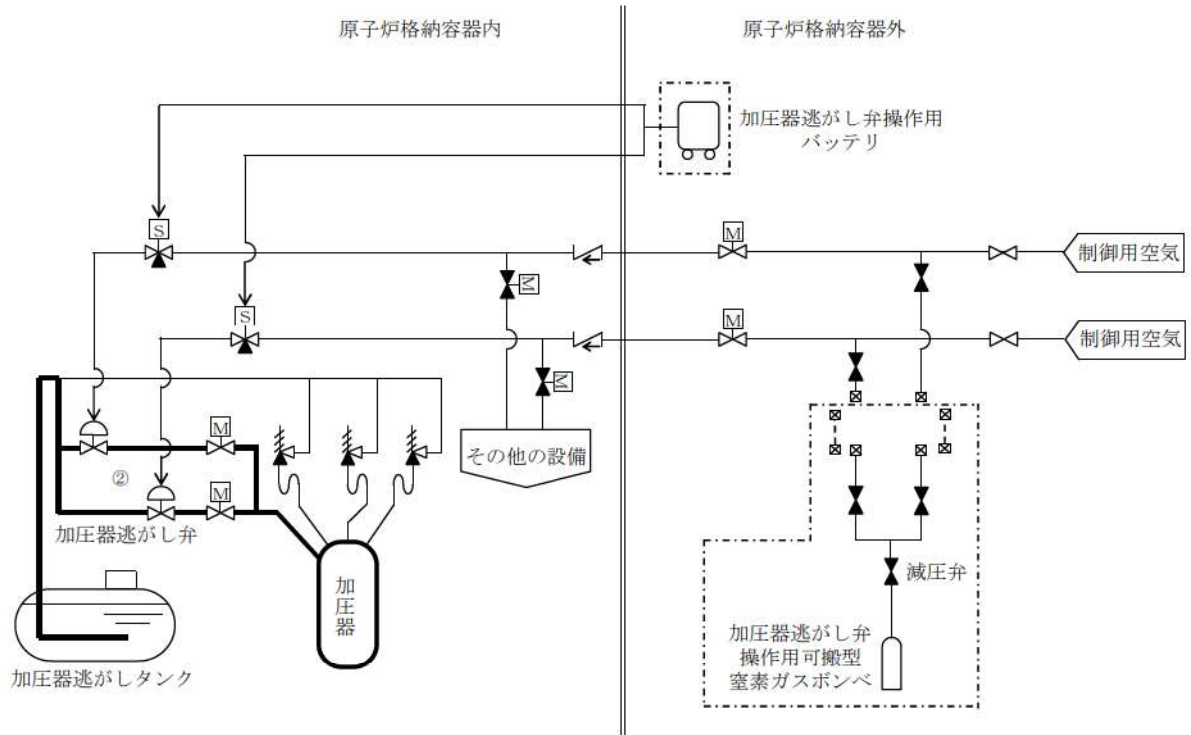 原子炉格納容器内
原子炉格納容器外
加圧器逃がし弁操作用
バッテリ
S
M
制御用空気
M
S
M
制御用空気
M
M
その他の設備
②
M
加圧器逃がし弁
減圧弁
加圧器
加圧器逃がし弁
操作用可搬型
窒素ガスボンベ
加圧器逃がしタンク